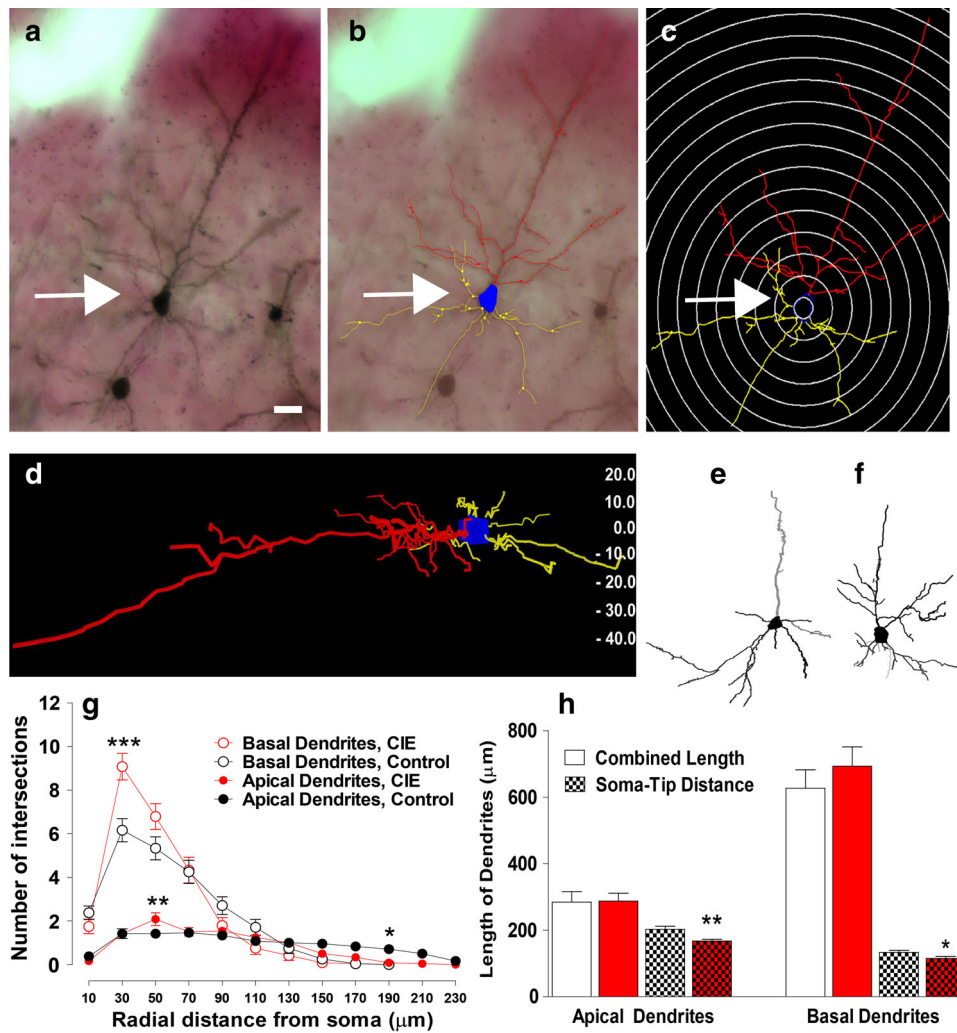 a
b
c
d
20.0
10.0
0.0
- 10.0
- 20.0
- 30.0
- 40.0
e
f
g
Number of intersections
12
10
8
6
4
2
0
***
**
*
Basal Dendrites, CIE
Basal Dendrites, Control
Apical Dendrites, CIE
Apical Dendrites, Control
10 30 50 70 90 110 130 150 170 190 210 230
Radial distance from soma (μm)
h
Length of Dendrites (μm)
800
600
400
200
0
Combined Length
Soma-Tip Distance
**
*
Apical Dendrites
Basal Dendrites